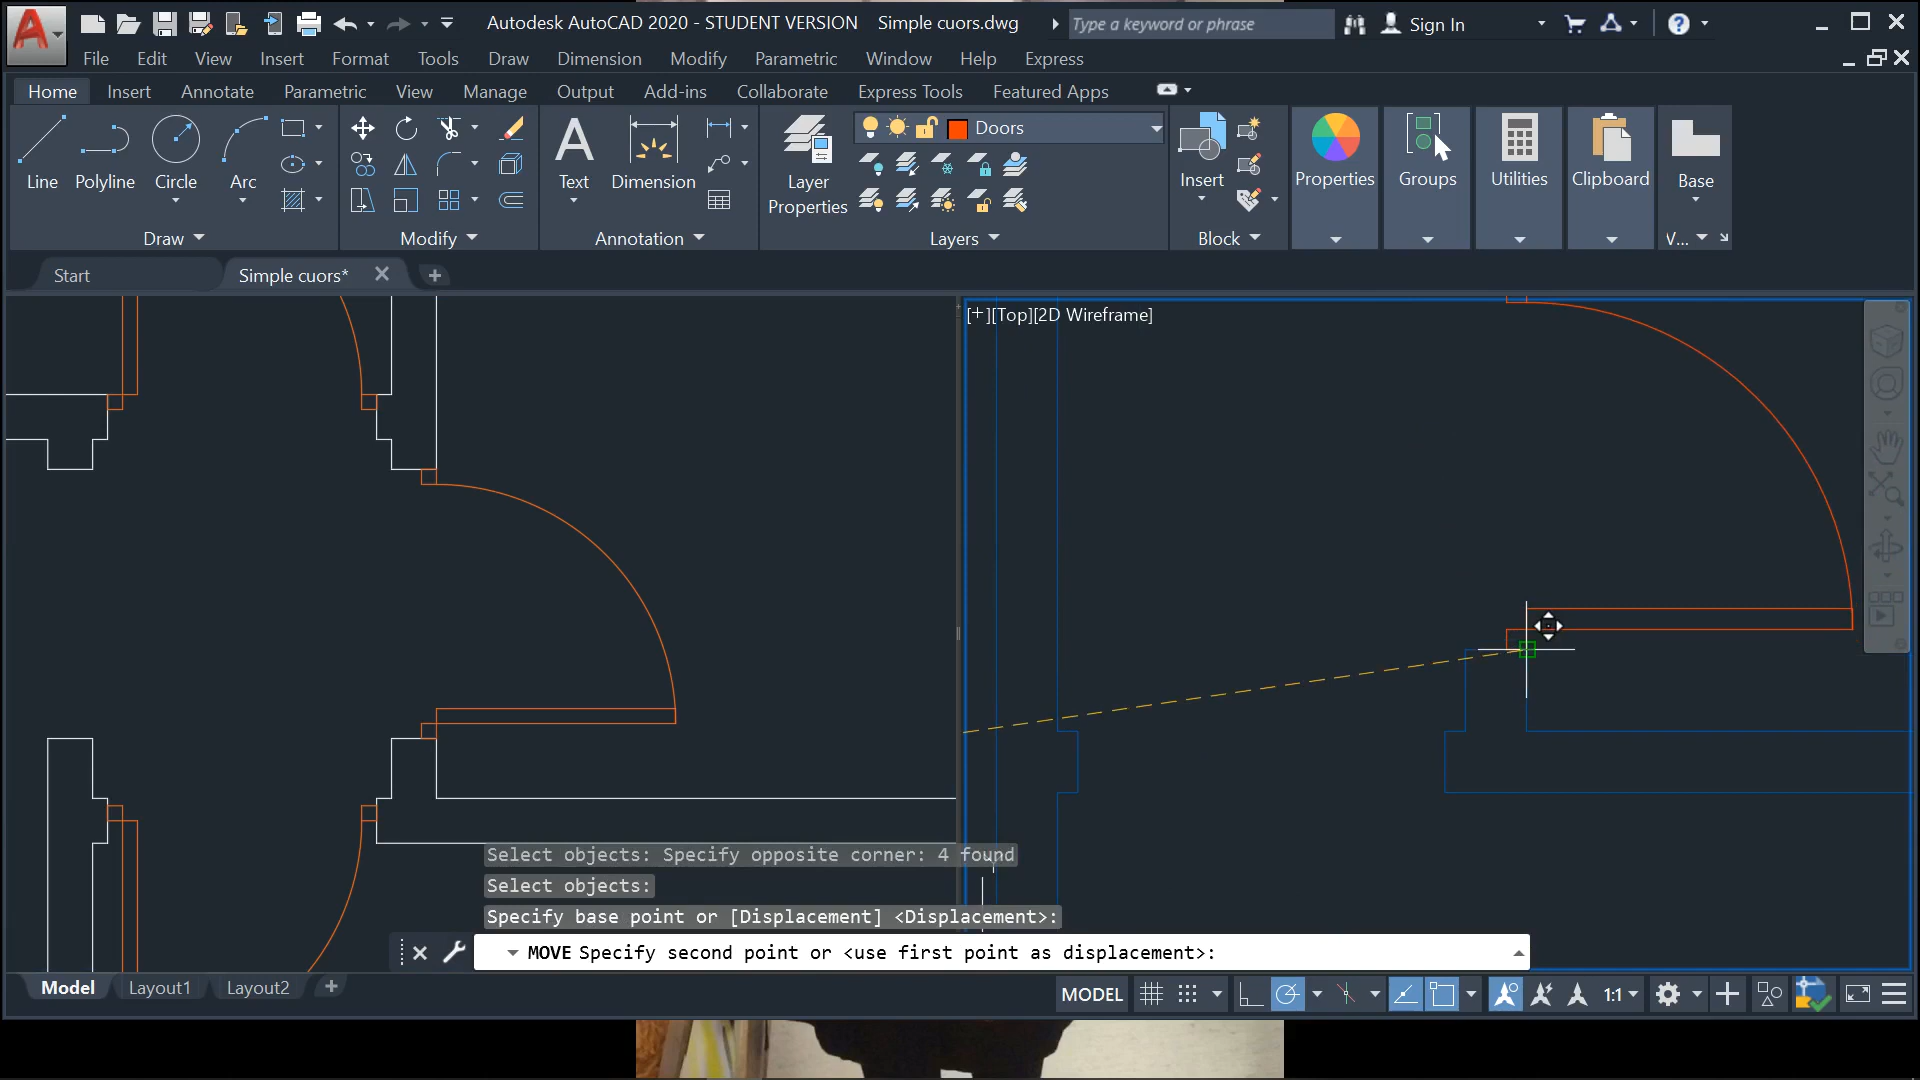 Autodesk AutoCAD 2020 - STUDENT VERSION Simple cuors.dwg Type a keyword or phrase Sign In
File Edit View Insert Format Tools Draw Dimension Modify Parametric Window Help Express
Home Insert Annotate Parametric View Manage Output Add-ins Collaborate Express Tools Featured Apps
Doors
Line Polyline Circle Arc Text Dimension Layer Properties Insert Properties Groups Utilities Clipboard Base
Draw Modify Annotation Layers Block V...
Start Simple cuors*
[+][Top][2D Wireframe]
Select objects: Specify opposite corner: 4 found
Select objects:
Specify base point or [Displacement] <Displacement>:
MOVE Specify second point or <use first point as displacement>:
Model Layout1 Layout2 MODEL 1:1